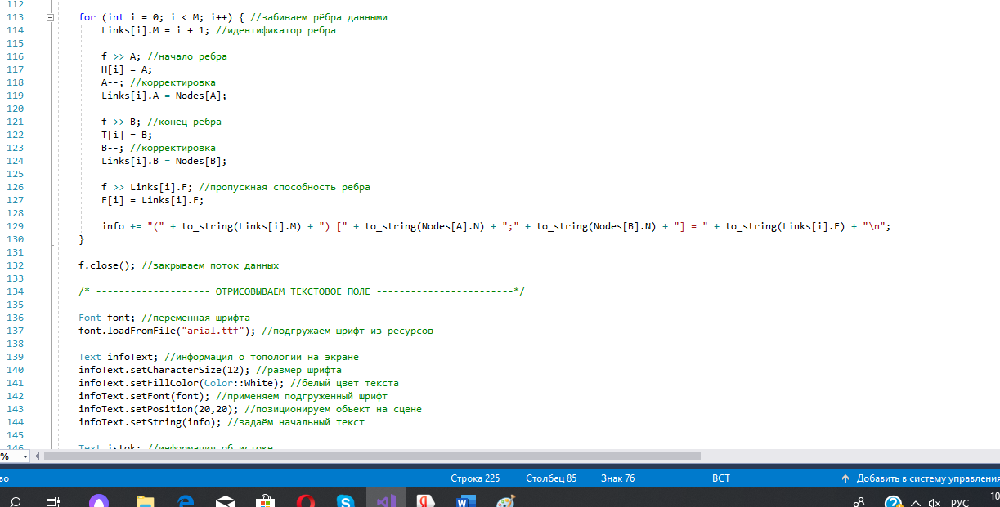 112
113 for (int i = 0; i < M; i++) { //забиваем рёбра данными
114 Links[i].M = i + 1; //идентификатор ребра
115
116 f >> A; //начало ребра
117 H[i] = A;
118 A--; //корректировка
119 Links[i].A = Nodes[A];
120
121 f >> B; //конец ребра
122 T[i] = B;
123 B--; //корректировка
124 Links[i].B = Nodes[B];
125
126 f >> Links[i].F; //пропускная способность ребра
127 F[i] = Links[i].F;
128
129 info += "(" + to_string(Links[i].M) + ") [" + to_string(Nodes[A].N) + ";" + to_string(Nodes[B].N) + "] = " + to_string(Links[i].F) + "\n";
130 }
131
132 f.close(); //закрываем поток данных
133
134 /* -------------------- ОТРИСОВЫВАЕМ ТЕКСТОВОЕ ПОЛЕ ------------------------*/
135
136 Font font; //переменная шрифта
137 font.loadFromFile("arial.ttf"); //подгружаем шрифт из ресурсов
138
139 Text infoText; //информация о топологии на экране
140 infoText.setCharacterSize(12); //размер шрифта
141 infoText.setFillColor(Color::White); //белый цвет текста
142 infoText.setFont(font); //применяем подгруженный шрифт
143 infoText.setPosition(20,20); //позиционируем объект на сцене
144 infoText.setString(info); //задаём начальный текст
145
146 Text istok; //информация об истоке
%
во Строка 225 Столбец 85 Знак 76 ВСТ Добавить в систему управления
РУС 10